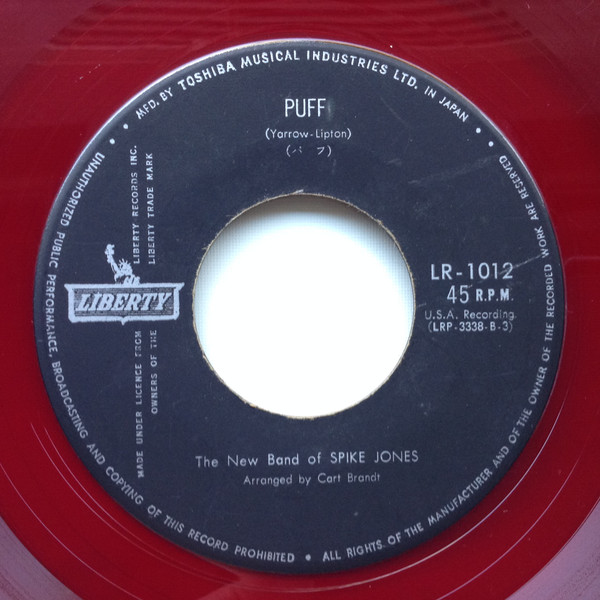 • • MFD. BY TOSHIBA MUSICAL INDUSTRIES LTD. IN JAPAN • •
PUFF
(Yarrow-Lipton)
(パフ)
LIBERTY RECORDS INC.
LIBERTY TRADE MARK
LIBERTY
MADE UNDER LICENCE FROM
OWNERS OF THE
LR-1012
45 R.P.M.
U.S.A. Recording
(LRP-3338-B-3)
The New Band of SPIKE JONES
Arranged by Cart Brandt
UNAUTHORIZED PUBLIC PERFORMANCE, BROADCASTING AND COPYING OF THIS RECORD PROHIBITED • ALL RIGHTS OF THE MANUFACTURER AND OF THE OWNER OF THE RECORDED WORK ARE RESERVED